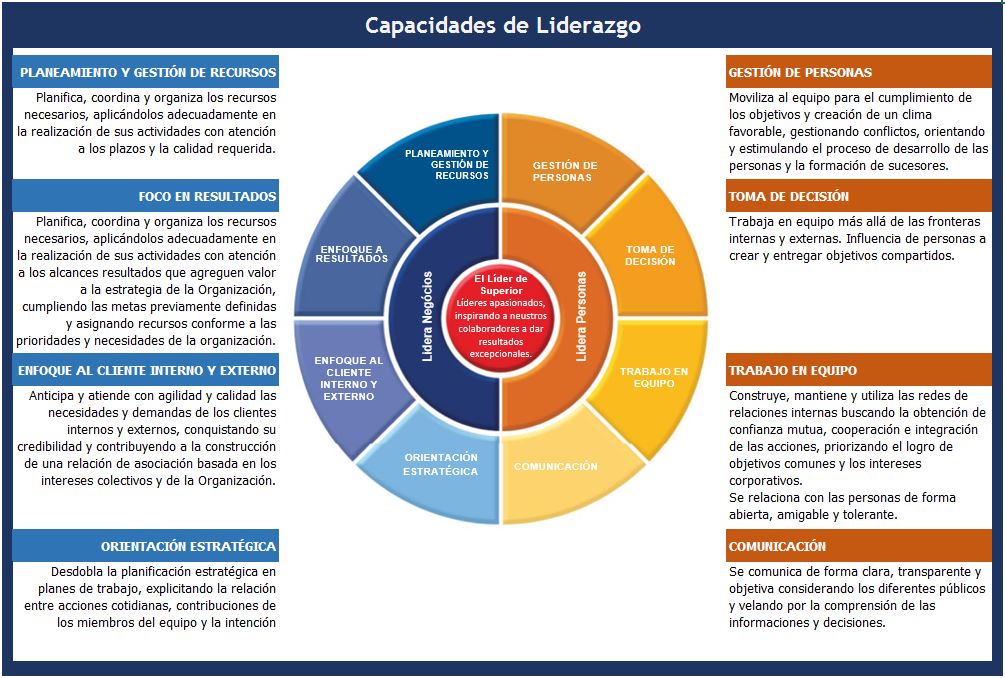 Capacidades de Liderazgo
PLANEAMIENTO Y GESTIÓN DE RECURSOS
Planifica, coordina y organiza los recursos
necesarios, aplicándolos adecuadamente en
la realización de sus actividades con atención
a los plazos y la calidad requerida.
FOCO EN RESULTADOS
Planifica, coordina y organiza los recursos
necesarios, aplicándolos adecuadamente en
la realización de sus actividades con atención
a los alcances resultados que agreguen valor
a la estrategia de la Organización,
cumpliendo las metas previamente definidas
y asignando recursos conforme a las
prioridades y necesidades de la organización.
ENFOQUE AL CLIENTE INTERNO Y EXTERNO
Anticipa y atiende con agilidad y calidad las
necesidades y demandas de los clientes
internos y externos, conquistando su
credibilidad y contribuyendo a la construcción
de una relación de asociación basada en los
intereses colectivos y de la Organización.
ORIENTACIÓN ESTRATÉGICA
Desdobla la planificación estratégica en
planes de trabajo, explicitando la relación
entre acciones cotidianas, contribuciones de
los miembros del equipo y la intención
PLANEAMIENTO Y
GESTIÓN DE
RECURSOS
GESTIÓN DE
PERSONAS
ENFOQUE A
RESULTADOS
TOMA DE
DECISIÓN
Lidera Negócios
El Líder de
Superior
Líderes apasionados,
inspirando a neustros
colaboradores a dar
resultados
excepcionales.
Lidera Personas
ENFOQUE AL
CLIENTE
INTERNO Y
EXTERNO
TRABAJO EN
EQUIPO
ORIENTACIÓN
ESTRATÉGICA
COMUNICACIÓN
GESTIÓN DE PERSONAS
Moviliza al equipo para el cumplimiento de
los objetivos y creación de un clima
favorable, gestionando conflictos, orientando
y estimulando el proceso de desarrollo de las
personas y la formación de sucesores.
TOMA DE DECISIÓN
Trabaja en equipo más allá de las fronteras
internas y externas. Influencia de personas a
crear y entregar objetivos compartidos.
TRABAJO EN EQUIPO
Construye, mantiene y utiliza las redes de
relaciones internas buscando la obtención de
confianza mutua, cooperación e integración
de las acciones, priorizando el logro de
objetivos comunes y los intereses
corporativos.
Se relaciona con las personas de forma
abierta, amigable y tolerante.
COMUNICACIÓN
Se comunica de forma clara, transparente y
objetiva considerando los diferentes públicos
y velando por la comprensión de las
informaciones y decisiones.